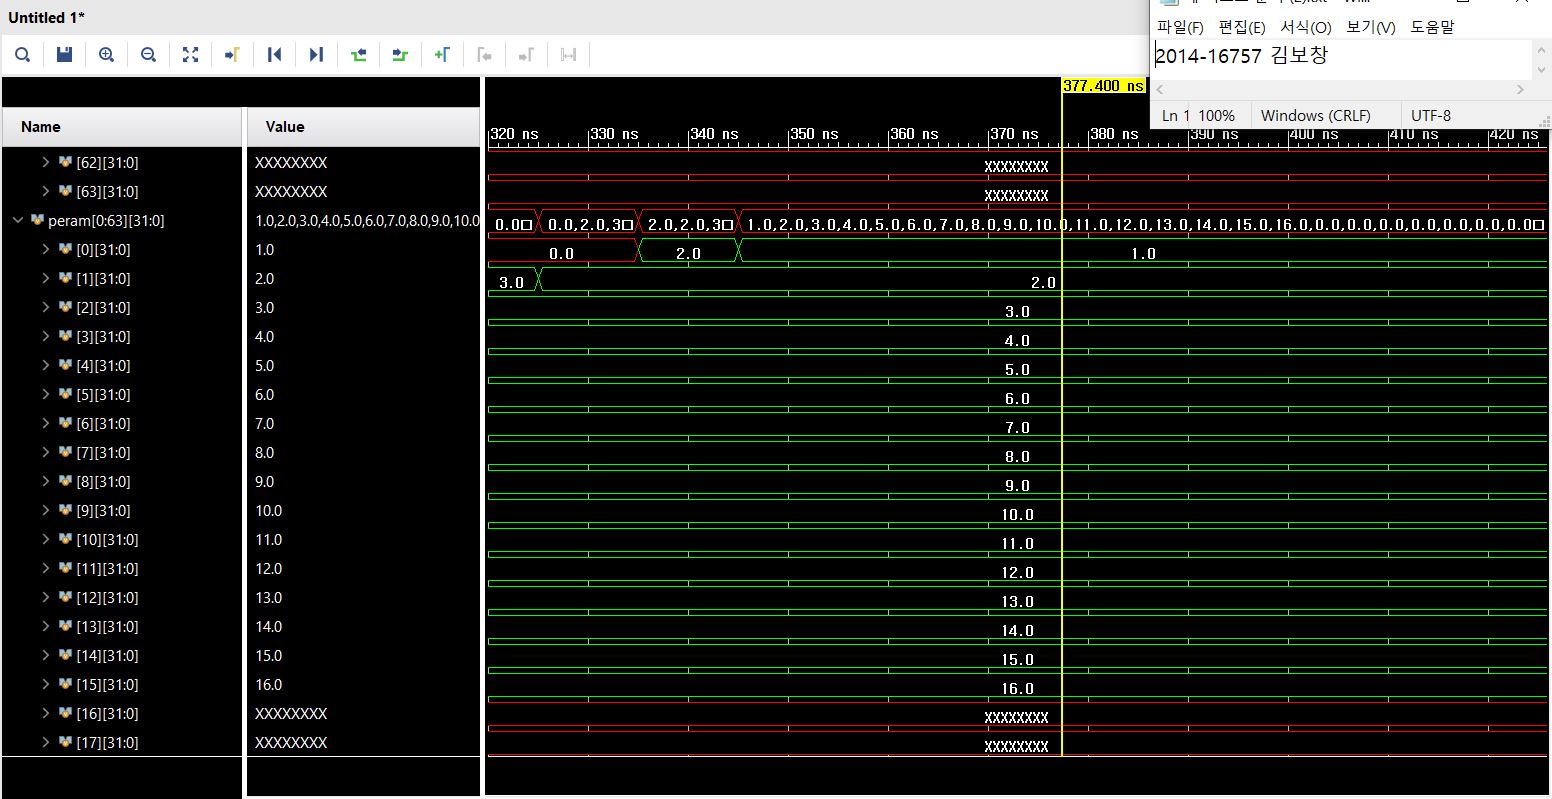 Untitled 1*
파일(F) 편집(E) 서식(O) 보기(V) 도움말
2014-16757 김보창
Ln 1 100% Windows (CRLF) UTF-8
377.400 ns
Name Value
320 ns 330 ns 340 ns 350 ns 360 ns 370 ns 380 ns 390 ns 400 ns 410 ns 420 ns
[62][31:0] XXXXXXXX XXXXXXXX
[63][31:0] XXXXXXXX XXXXXXXX
peram[0:63][31:0] 1.0,2.0,3.0,4.0,5.0,6.0,7.0,8.0,9.0,10.0 0.0 0.0,2.0,3 2.0,2.0,3 1.0,2.0,3.0,4.0,5.0,6.0,7.0,8.0,9.0,10.0,11.0,12.0,13.0,14.0,15.0,16.0,0.0,0.0,0.0,0.0,0.0,0.0
[0][31:0] 1.0 0.0 2.0 1.0
[1][31:0] 2.0 3.0 2.0
[2][31:0] 3.0 3.0
[3][31:0] 4.0 4.0
[4][31:0] 5.0 5.0
[5][31:0] 6.0 6.0
[6][31:0] 7.0 7.0
[7][31:0] 8.0 8.0
[8][31:0] 9.0 9.0
[9][31:0] 10.0 10.0
[10][31:0] 11.0 11.0
[11][31:0] 12.0 12.0
[12][31:0] 13.0 13.0
[13][31:0] 14.0 14.0
[14][31:0] 15.0 15.0
[15][31:0] 16.0 16.0
[16][31:0] XXXXXXXX XXXXXXXX
[17][31:0] XXXXXXXX XXXXXXXX